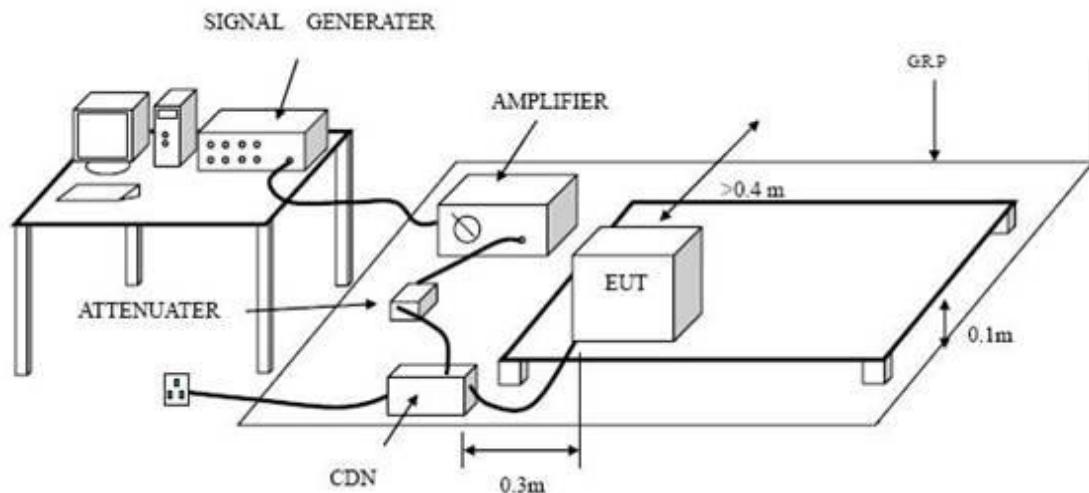 SIGNAL GENERATER
G.R.P
AMPLIFIER
>0.4 m
EUT
ATTENUATER
0.1m
CDN
0.3m